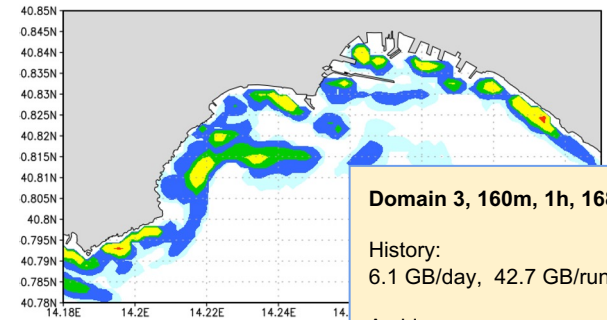 40.85N
40.845N
40.84N
40.835N
40.83N
40.825N
40.82N
40.815N
40.81N
40.805N
40.8N
40.795N
40.79N
40.785N
40.78N
14.18E 14.2E 14.22E 14.24E
Domain 3, 160m, 1h, 168
History:
6.1 GB/day, 42.7 GB/run